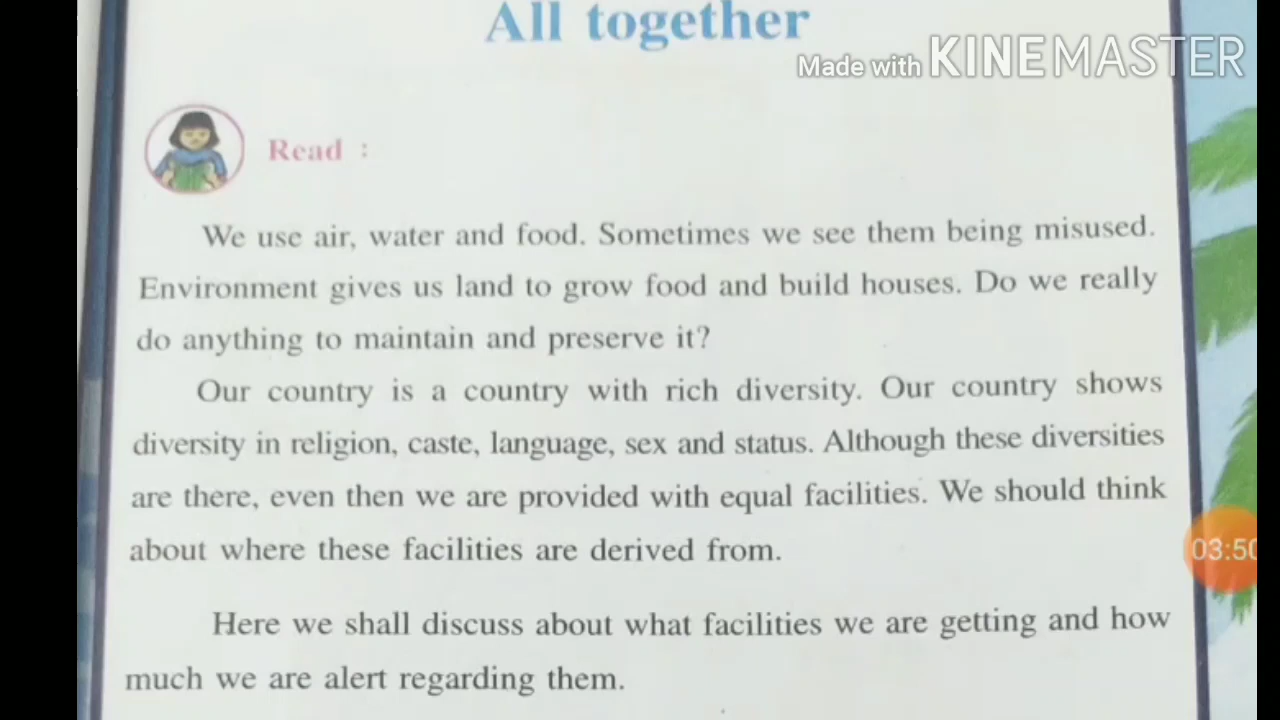 All together
Made with KINEMASTER
Read :
We use air, water and food. Sometimes we see them being misused.
Environment gives us land to grow food and build houses. Do we really
do anything to maintain and preserve it?
Our country is a country with rich diversity. Our country shows
diversity in religion, caste, language, sex and status. Although these diversities
are there, even then we are provided with equal facilities. We should think
about where these facilities are derived from.
03:50
Here we shall discuss about what facilities we are getting and how
much we are alert regarding them.